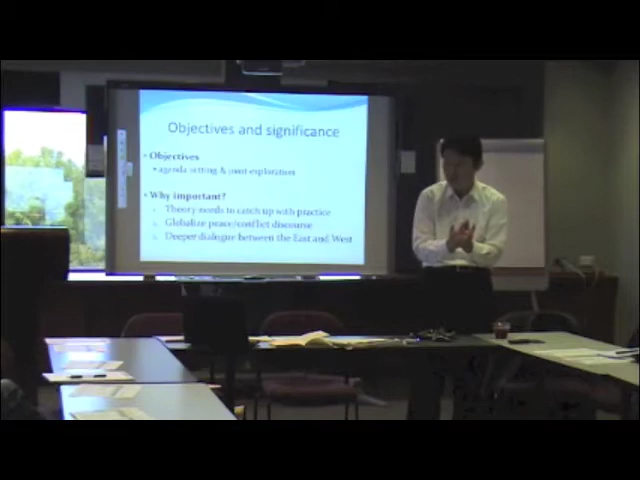 Objectives and significance
• Objectives
• agenda setting & joint exploration
• Why important?
Theory needs to catch up with practice
Globalize peace/conflict discourse
Deeper dialogue between the East and West